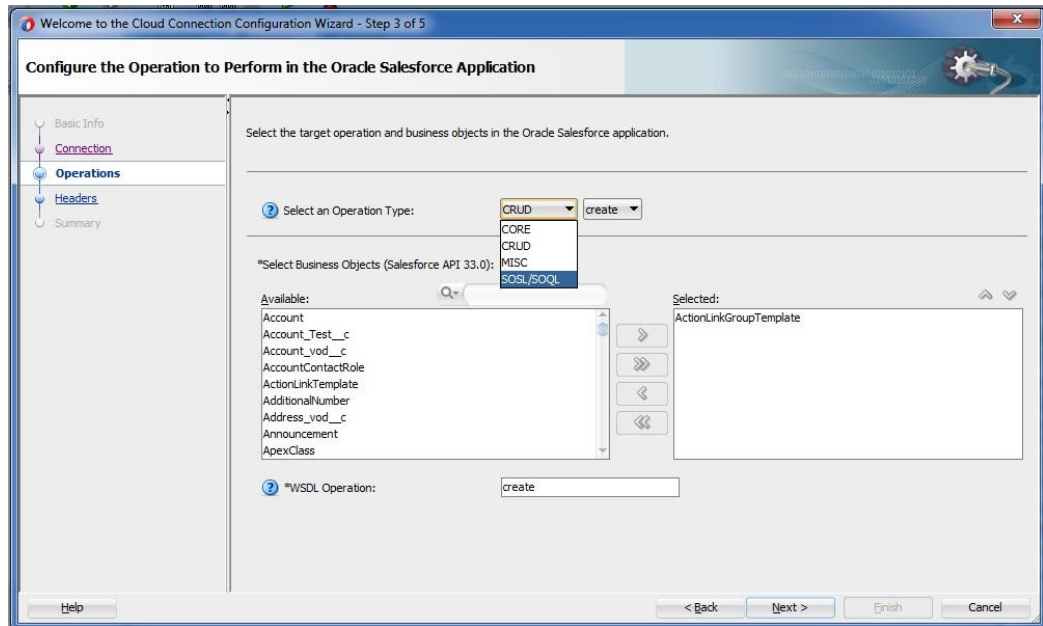 Welcome to the Cloud Connection Configuration Wizard - Step 3 of 5
Configure the Operation to Perform in the Oracle Salesforce Application
Basic Info
Connection
Operations
Headers
Summary
Select the target operation and business objects in the Oracle Salesforce application.
Select an Operation Type: CRUD create
CORE
CRUD
MISC
SOSL/SOQL
*Select Business Objects (Salesforce API 33.0):
Available:
Selected:
Account
Account_Test__c
Account_vod__c
AccountContactRole
ActionLinkTemplate
AdditionalNumber
Address_vod__c
Announcement
ApexClass
ActionLinkGroupTemplate
*WSDL Operation: create
Help
< Back
Next >
Finish
Cancel